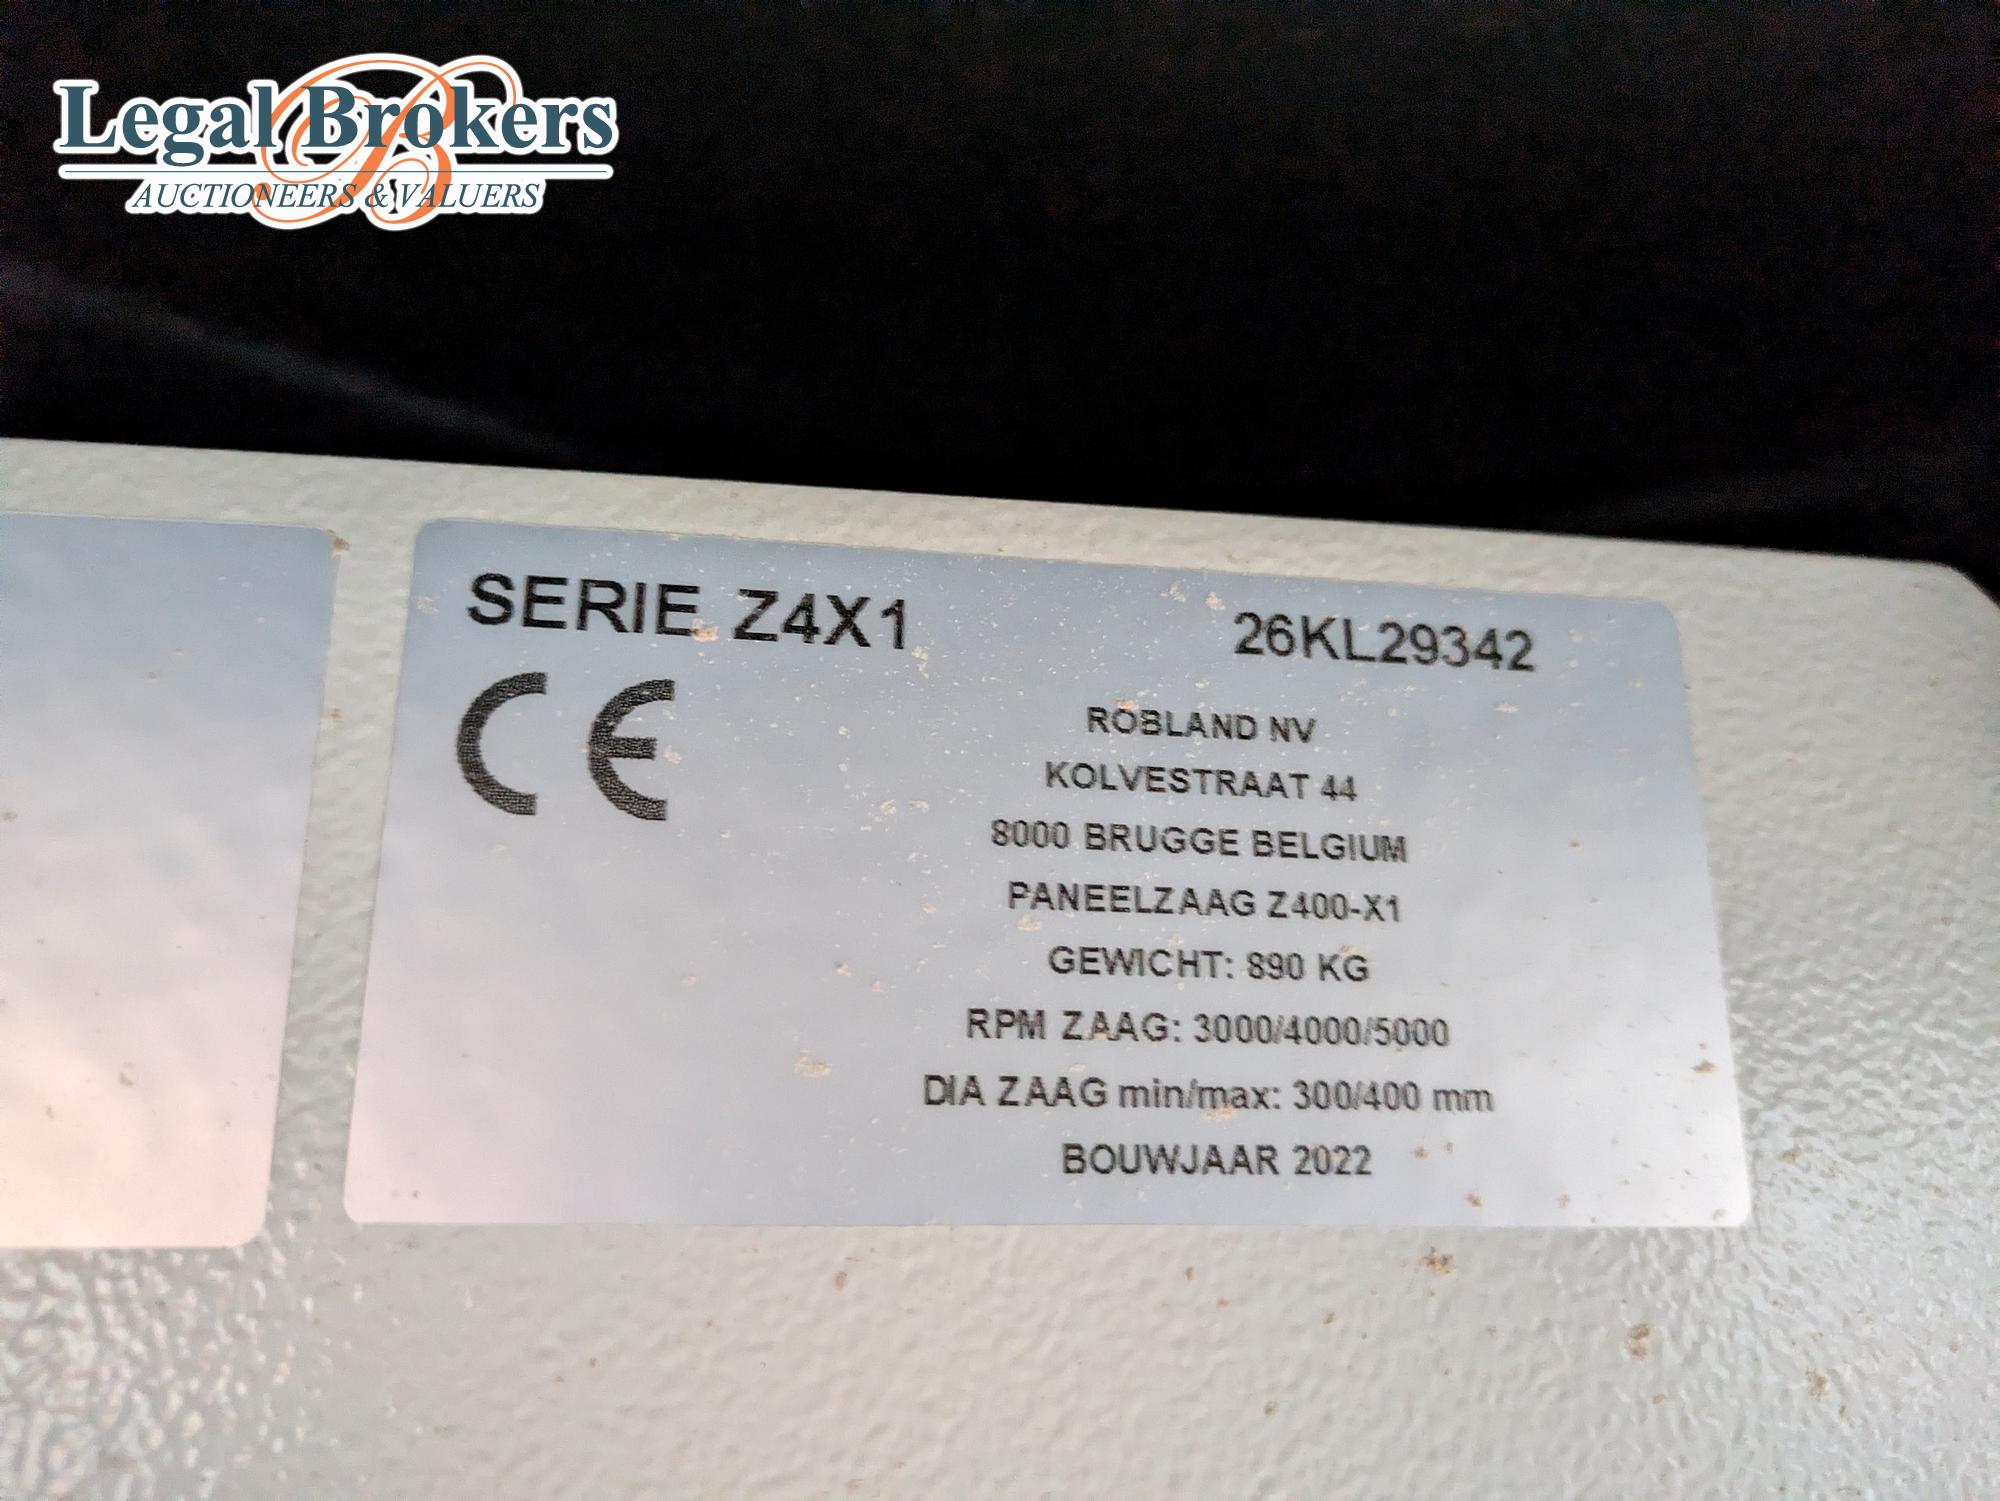 Legal Brokers
AUCTIONEERS & VALUERS
SERIE Z4X1
26KL29342
CE
ROBLAND NV
KOLVESTRAAT 44
8000 BRUGGE BELGIUM
PANEELZAAG Z400-X1
GEWICHT: 890 KG
RPM ZAAG: 3000/4000/5000
DIA ZAAG min/max: 300/400 mm
BOUWJAAR 2022